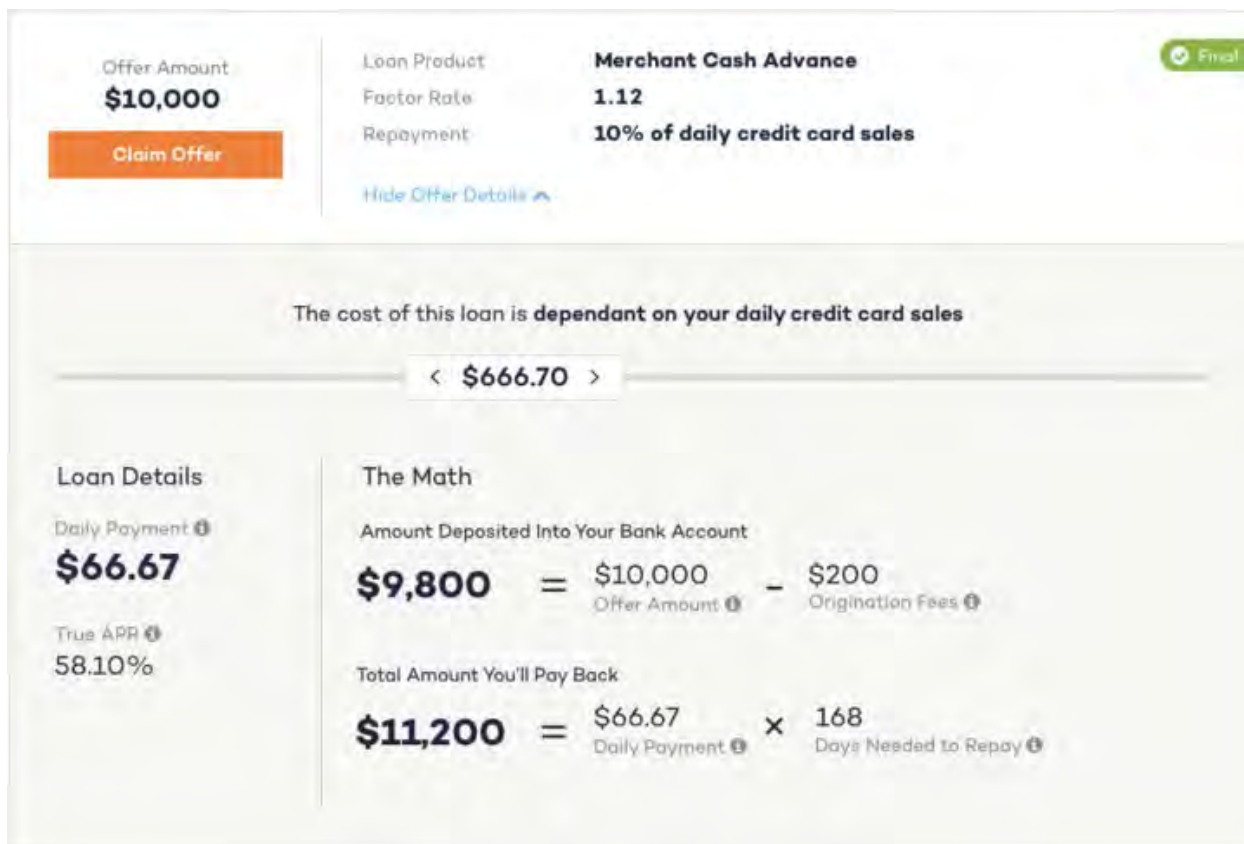 Offer Amount
$10,000
Claim Offer
Loan Product Merchant Cash Advance
Factor Rate 1.12
Repayment 10% of daily credit card sales
Hide Offer Details
Final
The cost of this loan is dependant on your daily credit card sales
< $666.70 >
Loan Details
Daily Payment
$66.67
True APR
58.10%
The Math
Amount Deposited Into Your Bank Account
$9,800 = $10,000 - $200
Offer Amount Origination Fees
Total Amount You'll Pay Back
$11,200 = $66.67 × 168
Daily Payment Days Needed to Repay